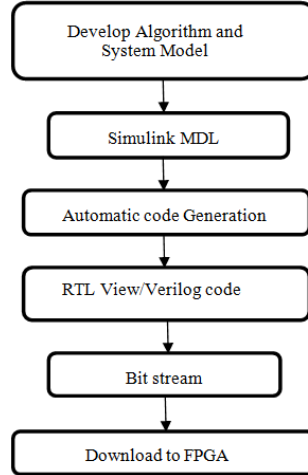 Develop Algorithm and
System Model
Simulink MDL
Automatic code Generation
RTL View/Verilog code
Bit stream
Download to FPGA